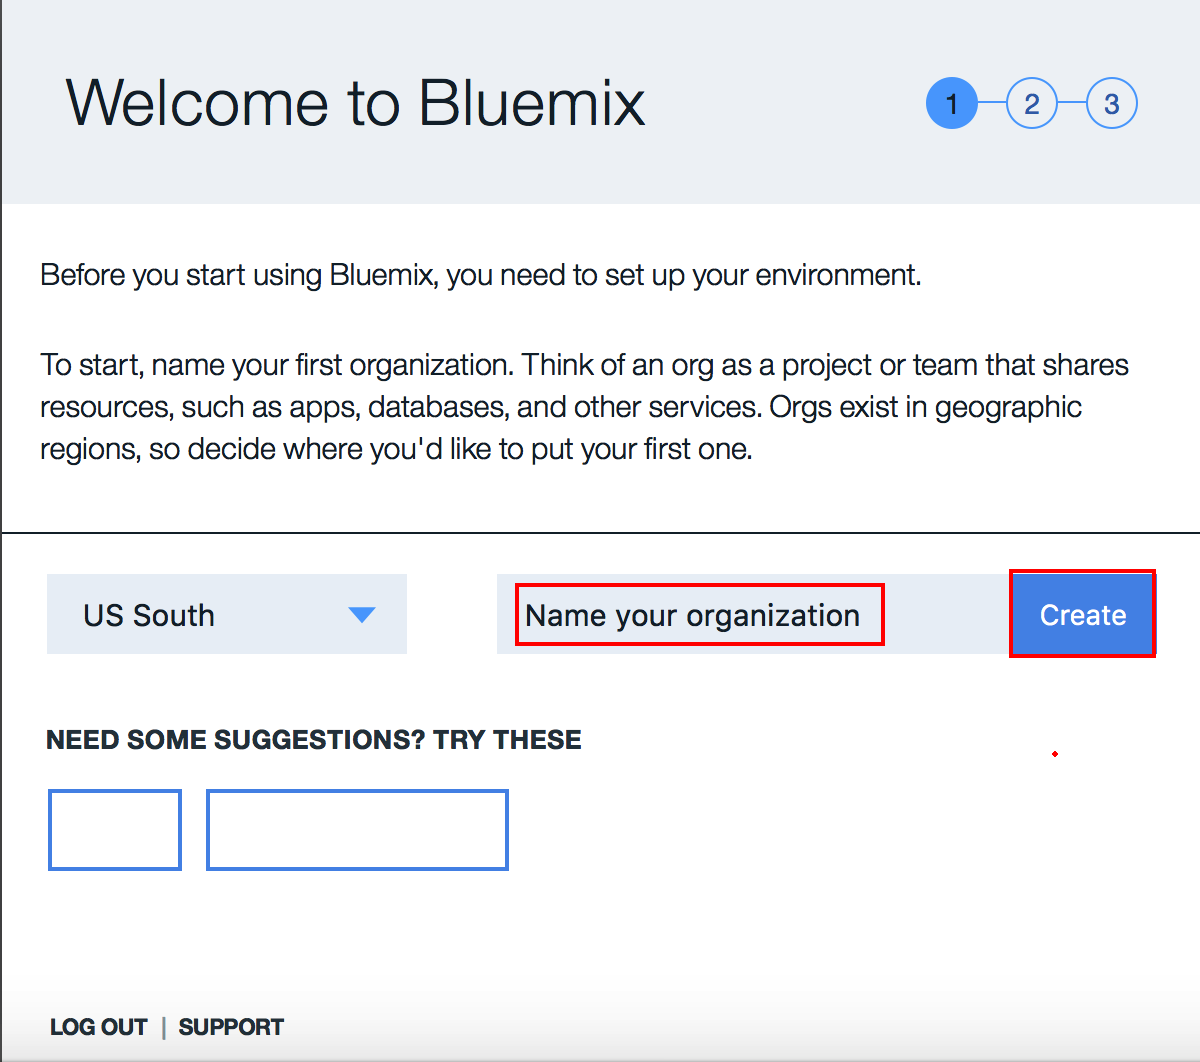 Welcome to Bluemix
1 2 3
Before you start using Bluemix, you need to set up your environment.
To start, name your first organization. Think of an org as a project or team that shares
resources, such as apps, databases, and other services. Orgs exist in geographic
regions, so decide where you'd like to put your first one.
US South
Name your organization
Create
NEED SOME SUGGESTIONS? TRY THESE
LOG OUT | SUPPORT